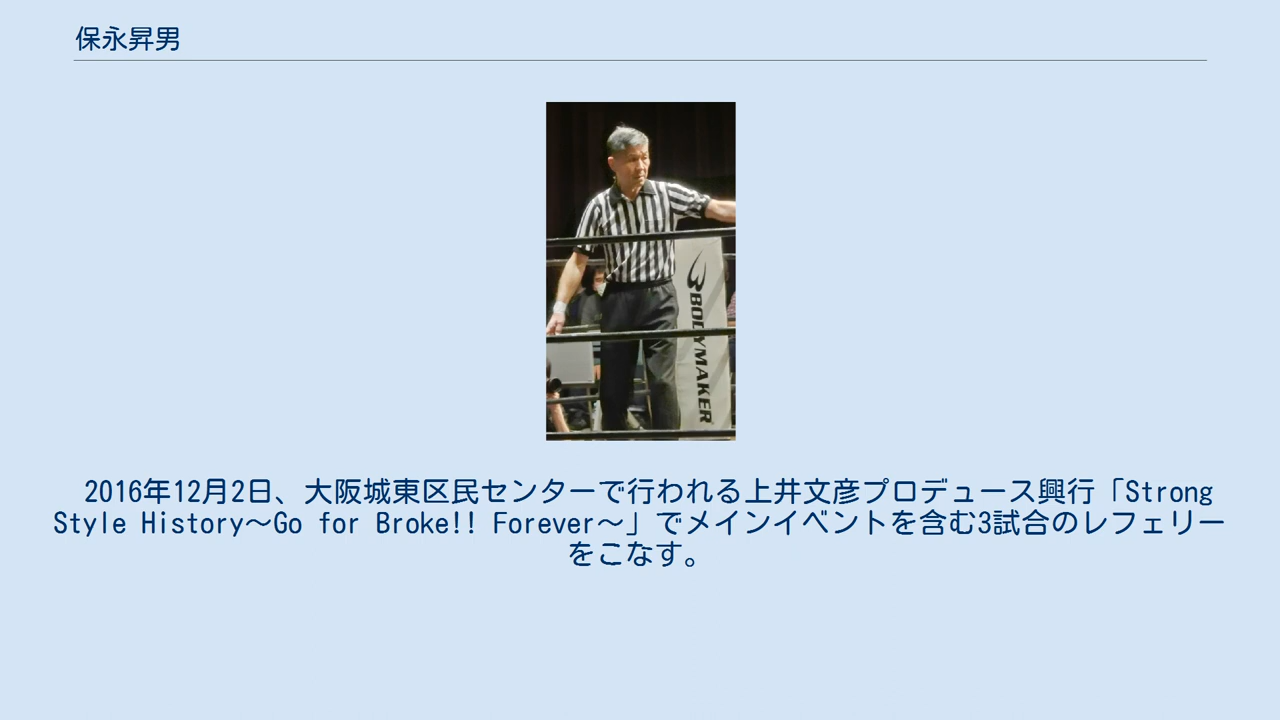 保永昇男
BODYMAKER
2016年12月2日、大阪城東区民センターで行われる上井文彦プロデュース興行「Strong
Style History〜Go for Broke!! Forever〜」でメインイベントを含む3試合のレフェリー
をこなす。